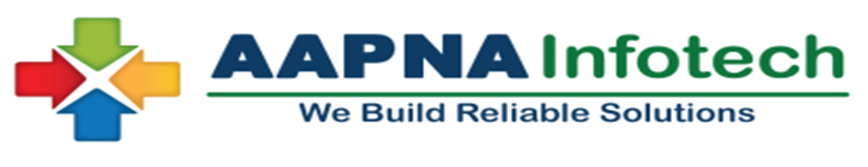 AAPNA Infotech
We Build Reliable Solutions